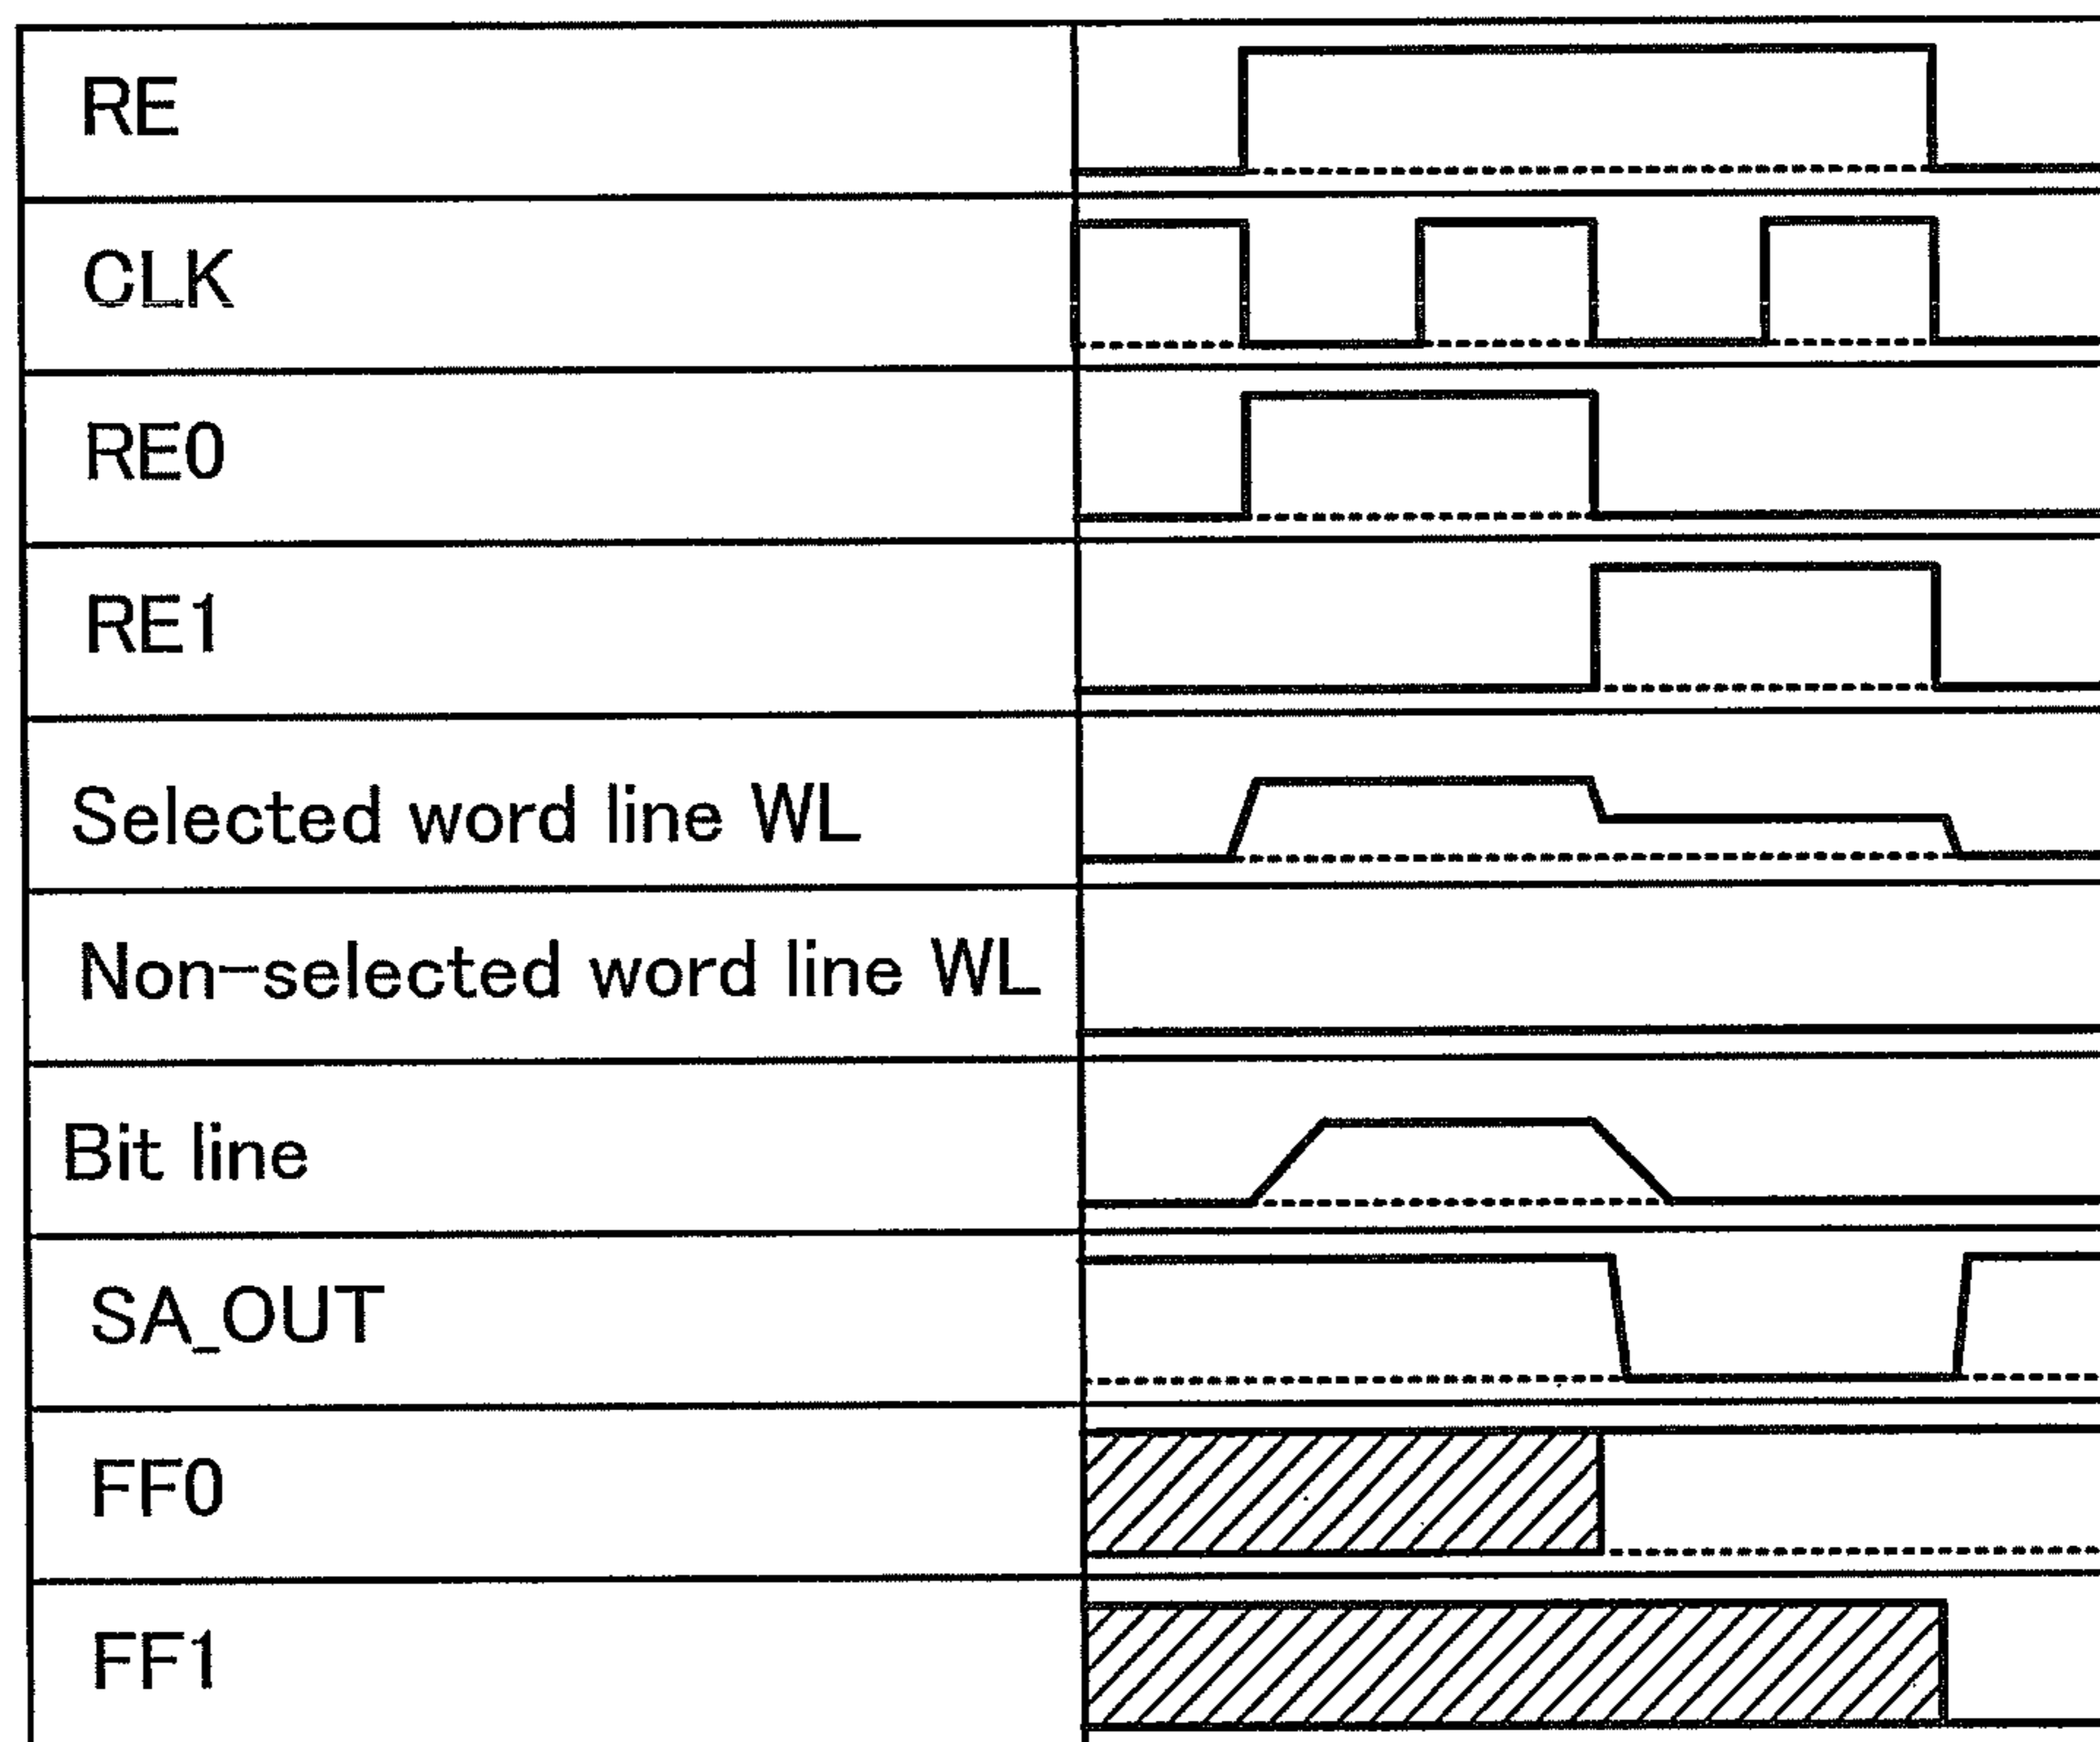 RE
CLK
RE0
RE1
Selected word line WL
Non-selected word line WL
Bit line
SA_OUT
FF0
FF1